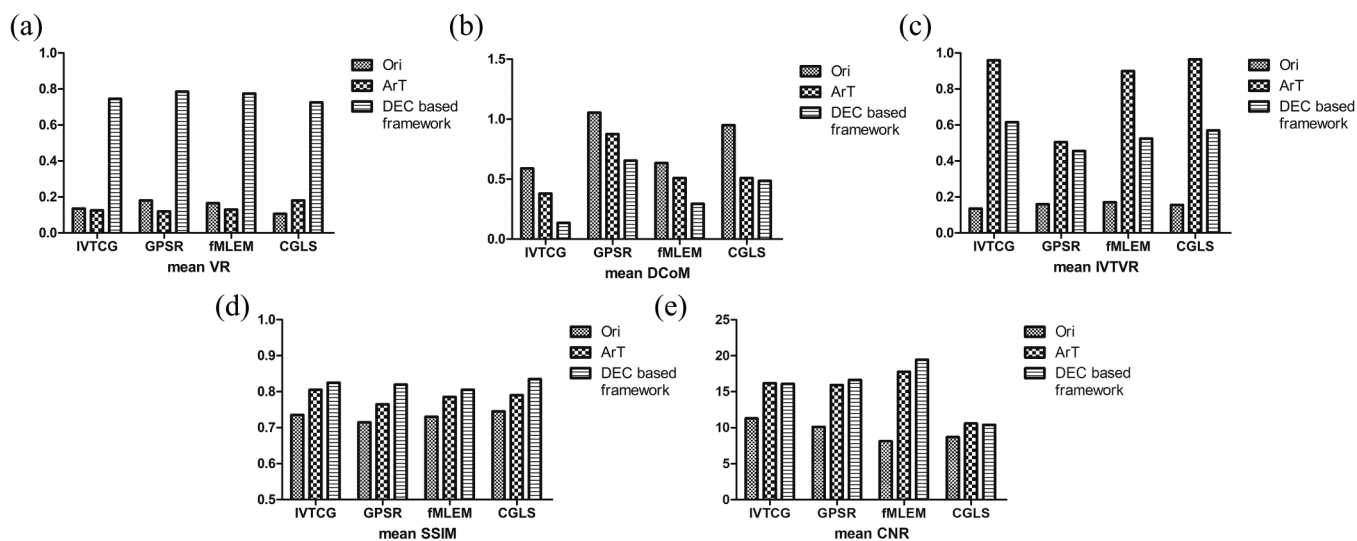 (a)
1.0
0.8
0.6
0.4
0.2
0.0
IVTCG GPSR fMLEM CGLS
mean VR
Ori
ArT
DEC based
framework
(b)
1.5
1.0
0.5
0.0
IVTCG GPSR fMLEM CGLS
mean DCoM
Ori
ArT
DEC based
framework
(c)
1.0
0.8
0.6
0.4
0.2
0.0
IVTCG GPSR fMLEM CGLS
mean IVTVR
Ori
ArT
DEC based
framework
(d)
1.0
0.9
0.8
0.7
0.6
0.5
IVTCG GPSR fMLEM CGLS
mean SSIM
Ori
ArT
DEC based
framework
(e)
25
20
15
10
5
0
IVTCG GPSR fMLEM CGLS
mean CNR
Ori
ArT
DEC based
framework